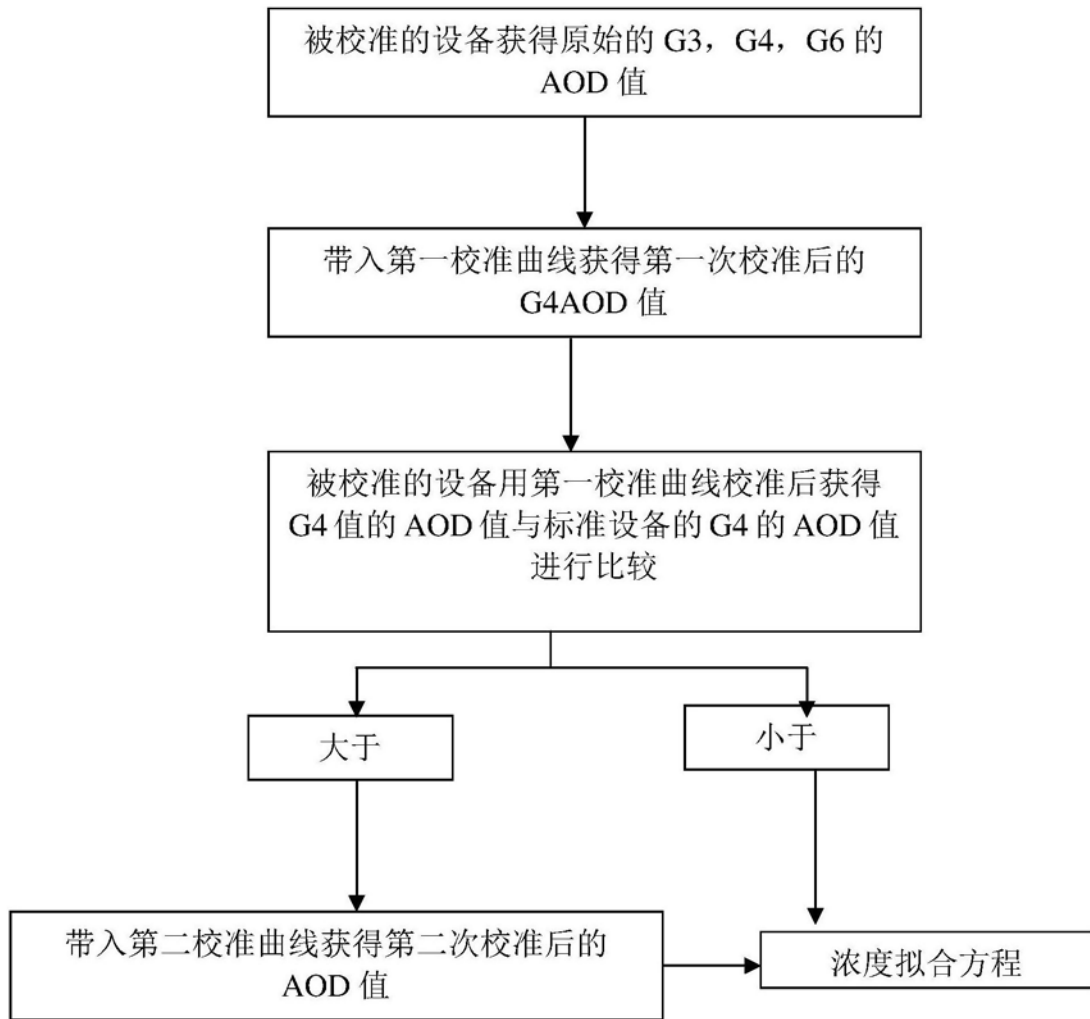 被校准的设备获得原始的 G3，G4，G6 的
AOD 值
带入第一校准曲线获得第一次校准后的
G4AOD 值
被校准的设备用第一校准曲线校准后获得
G4 值的 AOD 值与标准设备的 G4 的 AOD 值
进行比较
大于
小于
带入第二校准曲线获得第二次校准后的
AOD 值
浓度拟合方程